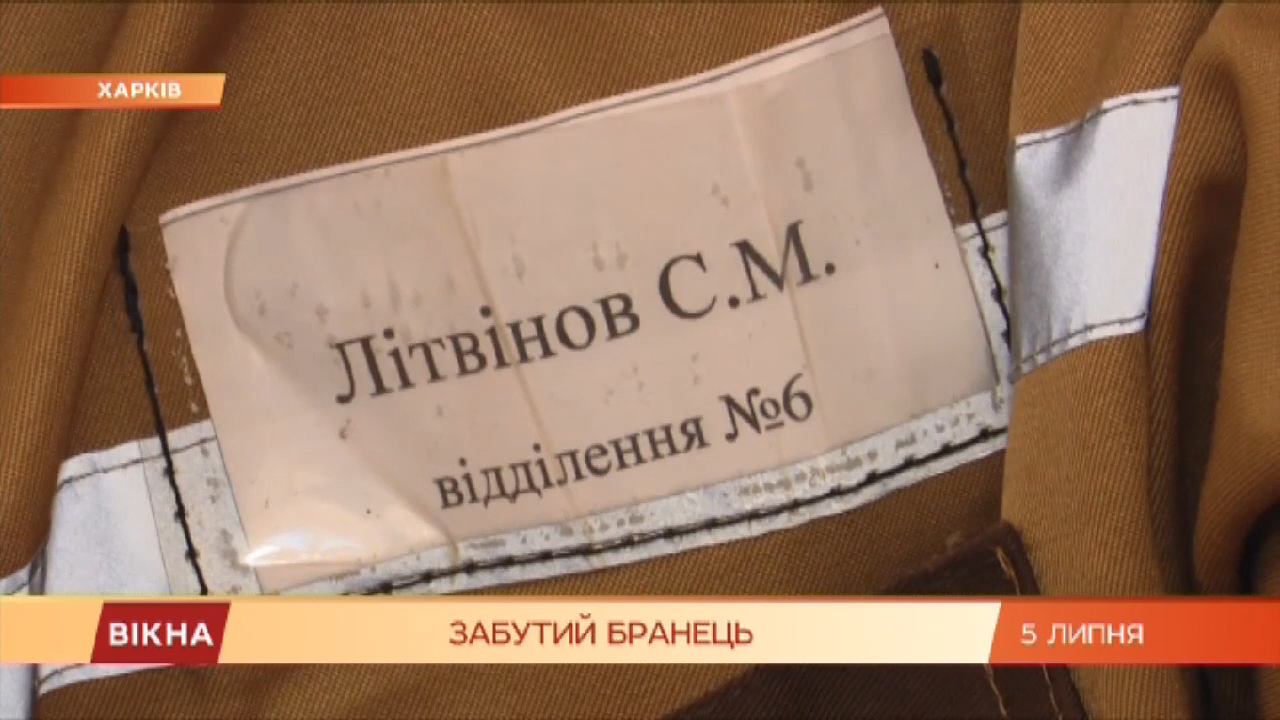 ХАРКІВ
Літвінов С.М.
відділення №6
ВІКНА
ЗАБУТИЙ БРАНЕЦЬ
5 ЛИПНЯ